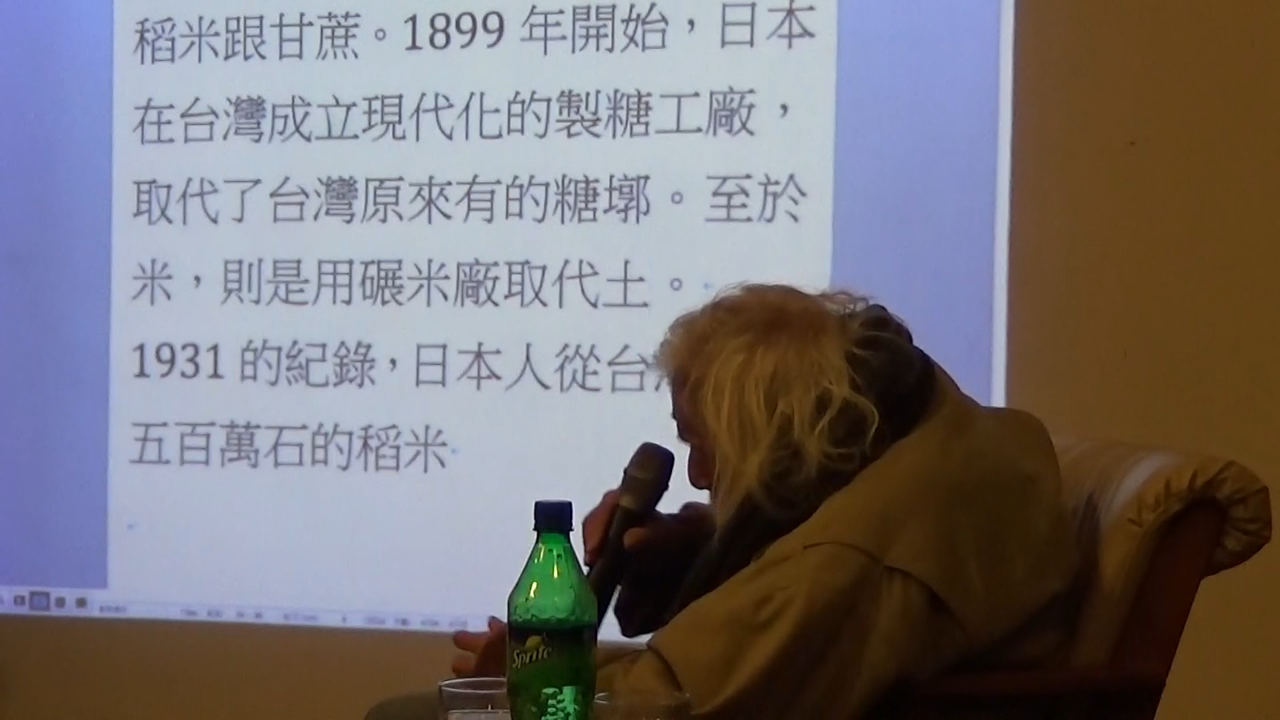 稻米跟甘蔗。1899 年開始，日本
在台灣成立現代化的製糖工廠，
取代了台灣原來有的糖廍。至於
米，則是用碾米廠取代土。
1931 的紀錄，日本人從台
五百萬石的稻米
Sprite